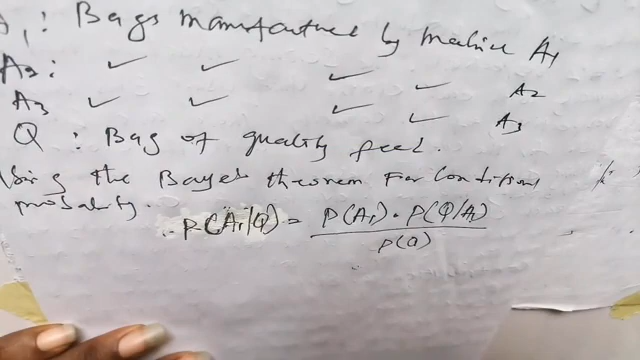 A₁: Bags manufactured by machine A₁
A₂: ✓ ✓ ✓ ✓ A₂
A₃ ✓ ✓ ✓ ✓ A₃
Q : Bag of quality feed.
Using the Bayes theorem For Conditional
probability.
P(A₁/Q) = P(A₁) . P(Q/A₁)
P(Q)